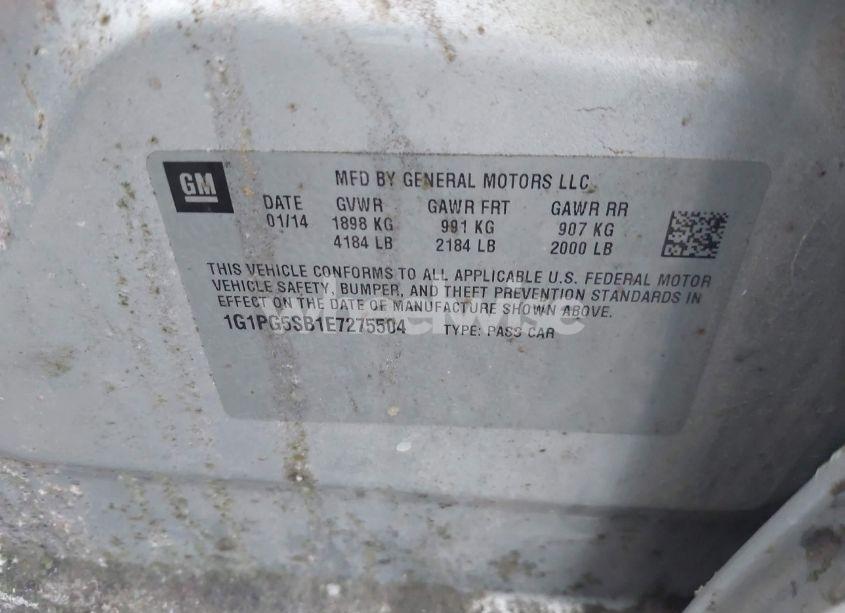 GM
MFD BY GENERAL MOTORS LLC
DATE GVWR GAWR FRT GAWR RR
01/14 1898 KG 991 KG 907 KG
4184 LB 2184 LB 2000 LB
THIS VEHICLE CONFORMS TO ALL APPLICABLE U.S. FEDERAL MOTOR
VEHICLE SAFETY, BUMPER, AND THEFT PREVENTION STANDARDS IN
EFFECT ON THE DATE OF MANUFACTURE SHOWN ABOVE.
1G1PG5SB1E7275504 TYPE: PASS CAR